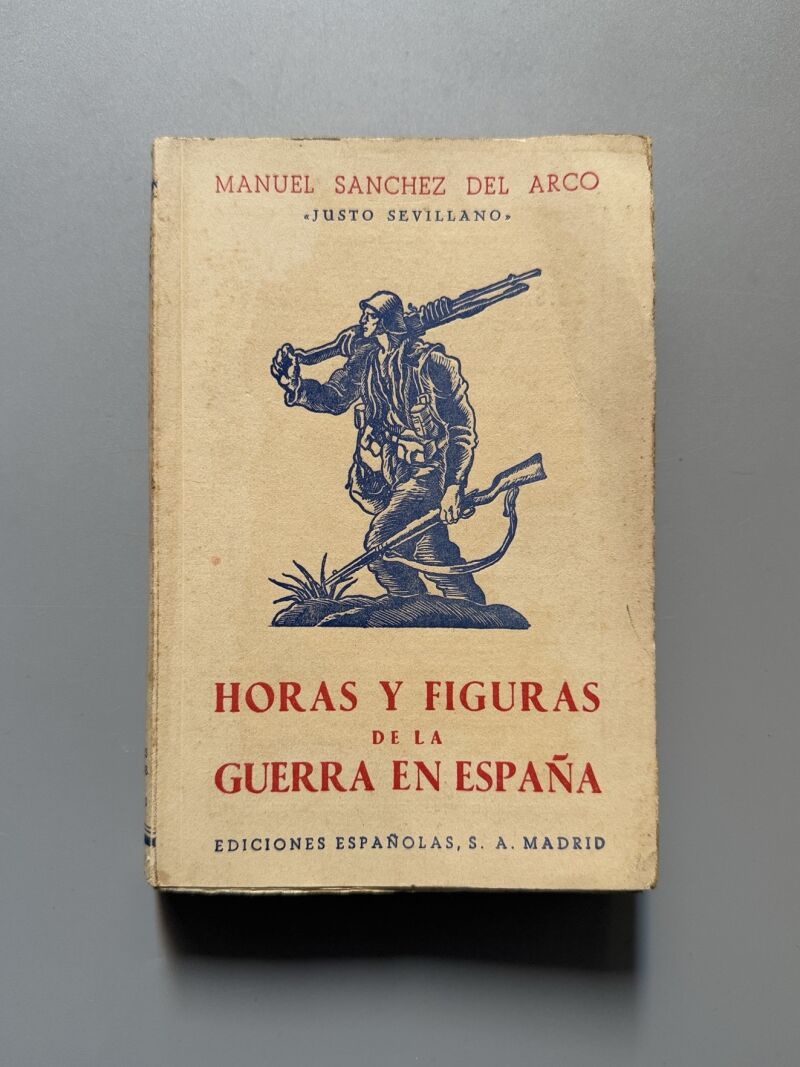 MANUEL SANCHEZ DEL ARCO
«JUSTO SEVILLANO»
HORAS Y FIGURAS
DE LA
GUERRA EN ESPAÑA
EDICIONES ESPAÑOLAS, S. A. MADRID